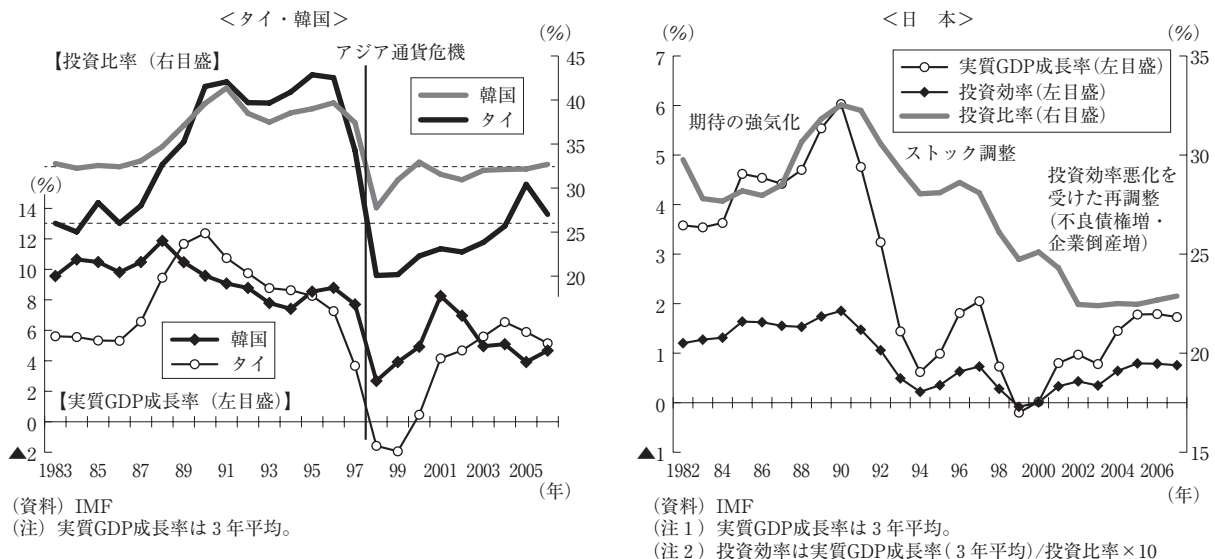 ＜タイ・韓国＞
(%)
【投資比率（右目盛）
アジア通貨危機
45
40
35
30
25
20
韓国
タイ
(%)
14
12
10
8
6
4
2
0
▲2
韓国
タイ
【実質GDP成長率（左目盛）】
1983 85 87 89 91 93 95 97 99 2001 2003 2005
(年)
（資料）IMF
（注）実質GDP成長率は３年平均。
＜日　本＞
(%)
(%)
7
6
5
4
3
2
1
0
▲1
35
30
25
20
15
実質GDP成長率(左目盛)
投資効率(左目盛)
投資比率(右目盛)
期待の強気化
ストック調整
投資効率悪化を
受けた再調整
(不良債権増・
企業倒産増)
1982 84 86 88 90 92 94 96 98 2000 2002 2004 2006
(年)
（資料）IMF
（注１）実質GDP成長率は３年平均。
（注２）投資効率は実質GDP成長率(３年平均)/投資比率×10